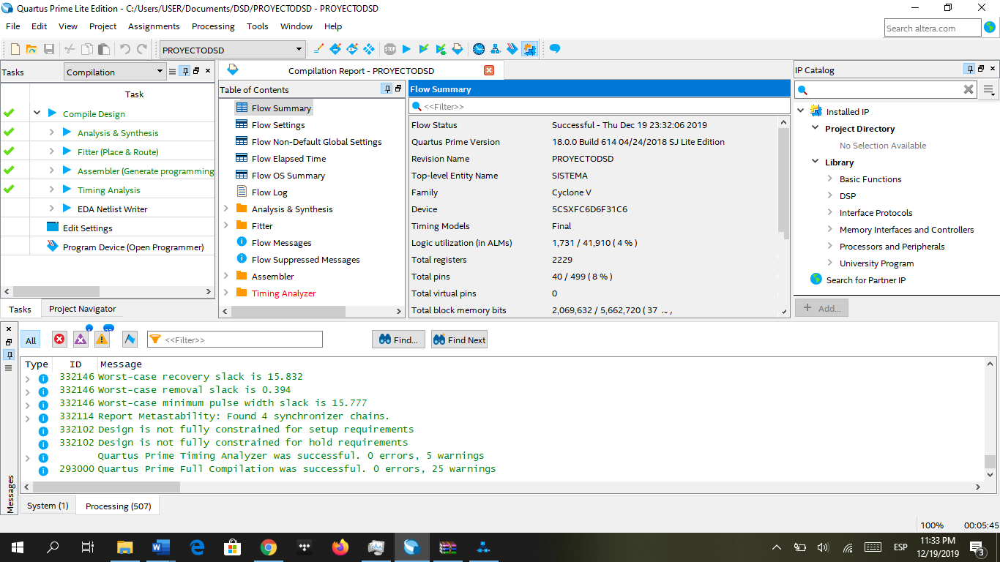 Quartus Prime Lite Edition - C:/Users/USER/Documents/DSD/PROYECTODSD - PROYECTODSD
File Edit View Project Assignments Processing Tools Window Help
Search altera.com
PROYECTODSD
STOP
Tasks
Compilation
Task
Compile Design
Analysis & Synthesis
Fitter (Place & Route)
Assembler (Generate programming
Timing Analysis
EDA Netlist Writer
Edit Settings
Program Device (Open Programmer)
Tasks Project Navigator
Compilation Report - PROYECTODSD
Table of Contents
Flow Summary
Flow Settings
Flow Non-Default Global Settings
Flow Elapsed Time
Flow OS Summary
Flow Log
Analysis & Synthesis
Fitter
Flow Messages
Flow Suppressed Messages
Assembler
Timing Analyzer
Flow Summary
<<Filter>>
Flow Status Successful - Thu Dec 19 23:32:06 2019
Quartus Prime Version 18.0.0 Build 614 04/24/2018 SJ Lite Edition
Revision Name PROYECTODSD
Top-level Entity Name SISTEMA
Family Cyclone V
Device 5CSXFC6D6F31C6
Timing Models Final
Logic utilization (in ALMs) 1,731 / 41,910 ( 4 % )
Total registers 2229
Total pins 40 / 499 ( 8 % )
Total virtual pins 0
Total block memory bits 2,069,632 / 5,662,720 ( 37
IP Catalog
Installed IP
Project Directory
No Selection Available
Library
Basic Functions
DSP
Interface Protocols
Memory Interfaces and Controllers
Processors and Peripherals
University Program
Search for Partner IP
+ Add...
All <<Filter>> Find... Find Next
Type ID Message
332146 Worst-case recovery slack is 15.832
332146 Worst-case removal slack is 0.394
332146 Worst-case minimum pulse width slack is 15.777
332114 Report Metastability: Found 4 synchronizer chains.
332102 Design is not fully constrained for setup requirements
332102 Design is not fully constrained for hold requirements
Quartus Prime Timing Analyzer was successful. 0 errors, 5 warnings
293000 Quartus Prime Full Compilation was successful. 0 errors, 25 warnings
Messages
System (1) Processing (507)
100% 00:05:45
ESP
11:33 PM
12/19/2019
3